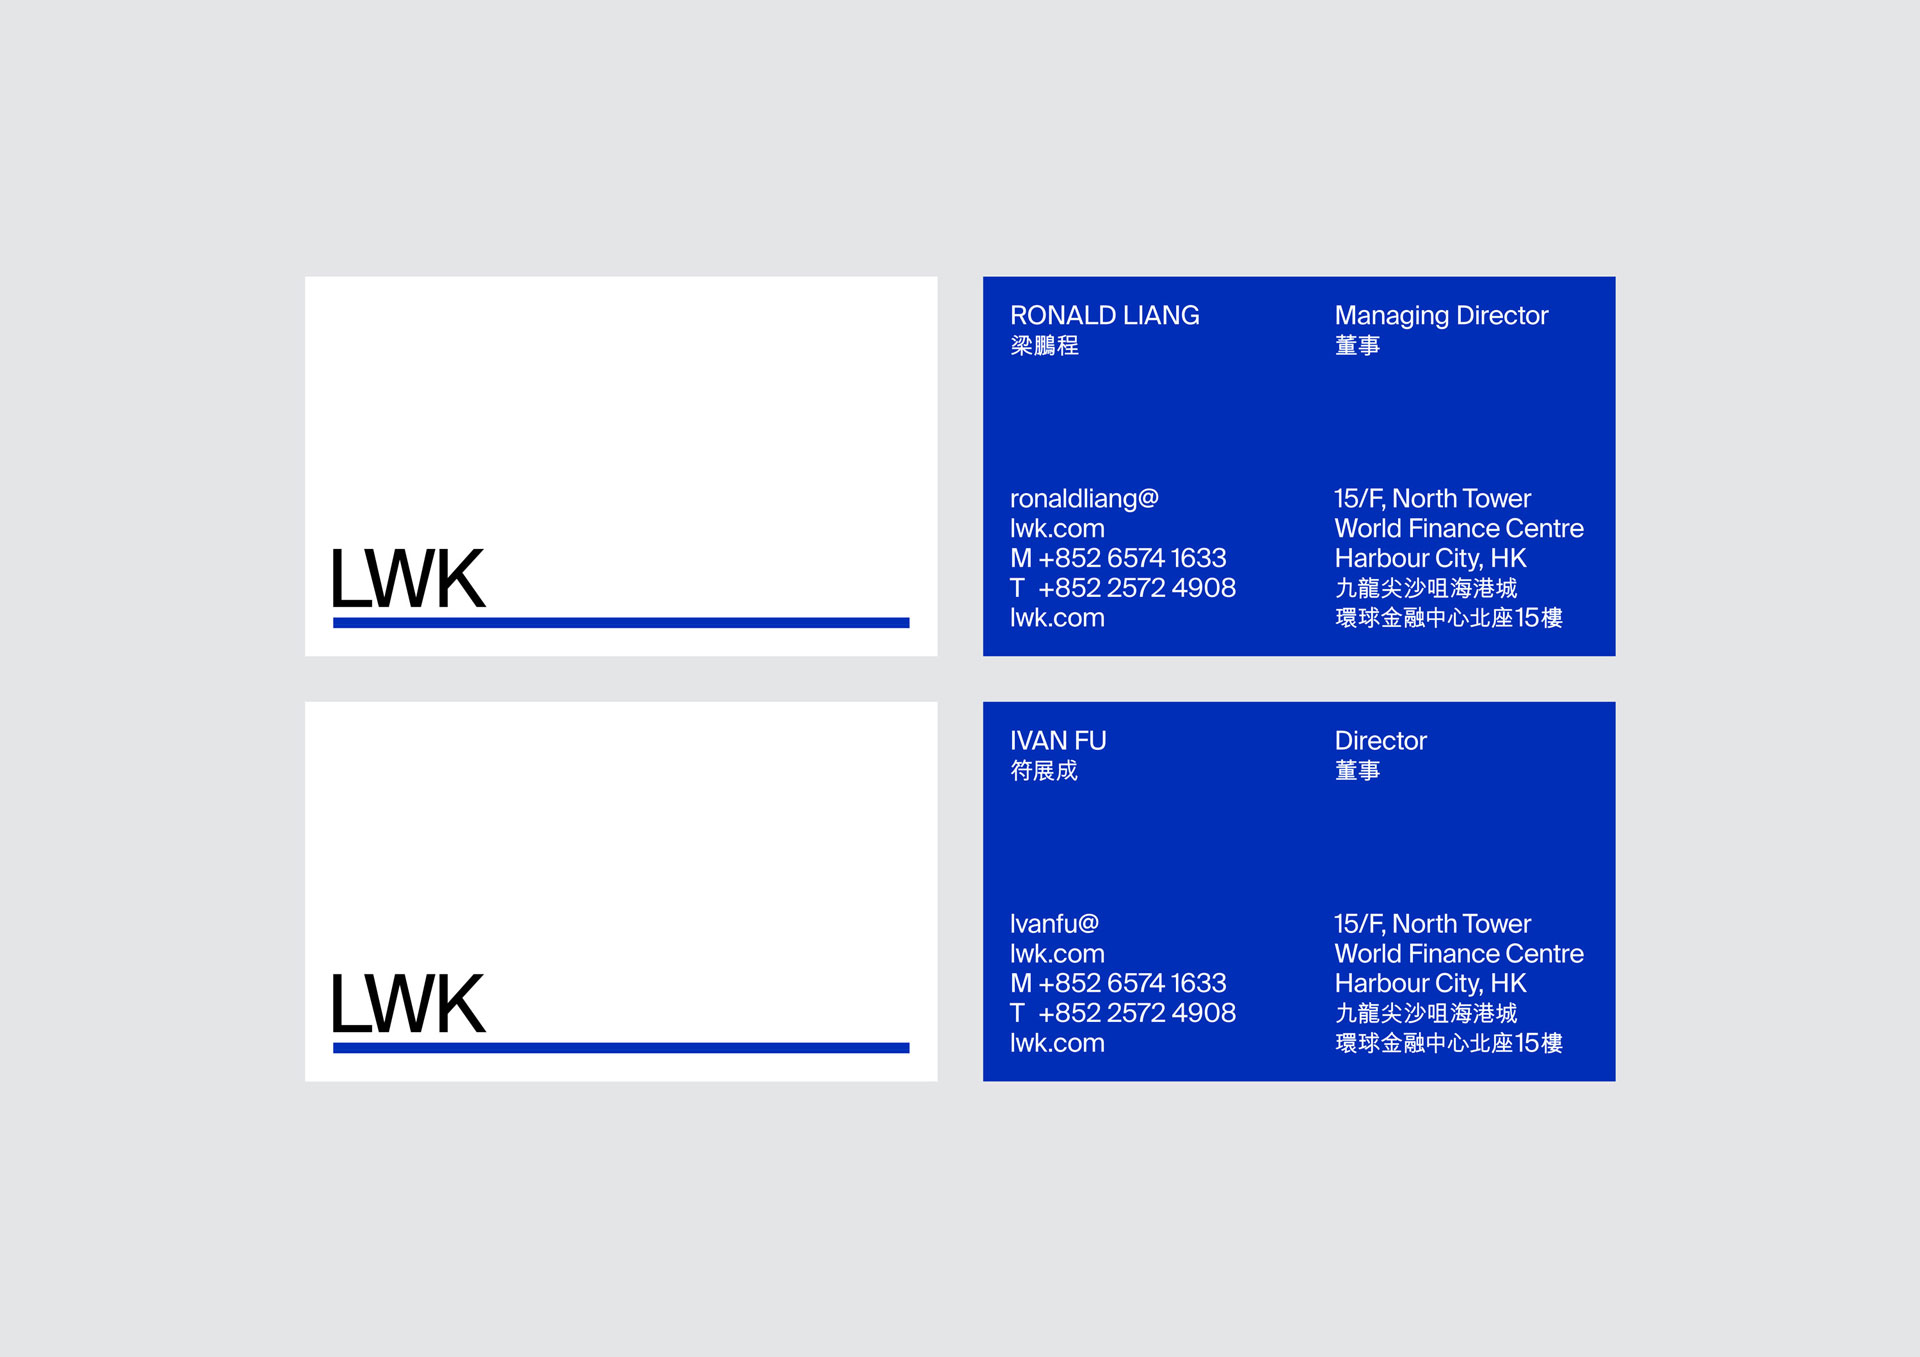 LWK
RONALD LIANG
梁鵬程
Managing Director
董事
ronaldliang@
lwk.com
M +852 6574 1633
T +852 2572 4908
lwk.com
15/F, North Tower
World Finance Centre
Harbour City, HK
九龍尖沙咀海港城
環球金融中心北座15樓
LWK
IVAN FU
符展成
Director
董事
Ivanfu@
lwk.com
M +852 6574 1633
T +852 2572 4908
lwk.com
15/F, North Tower
World Finance Centre
Harbour City, HK
九龍尖沙咀海港城
環球金融中心北座15樓